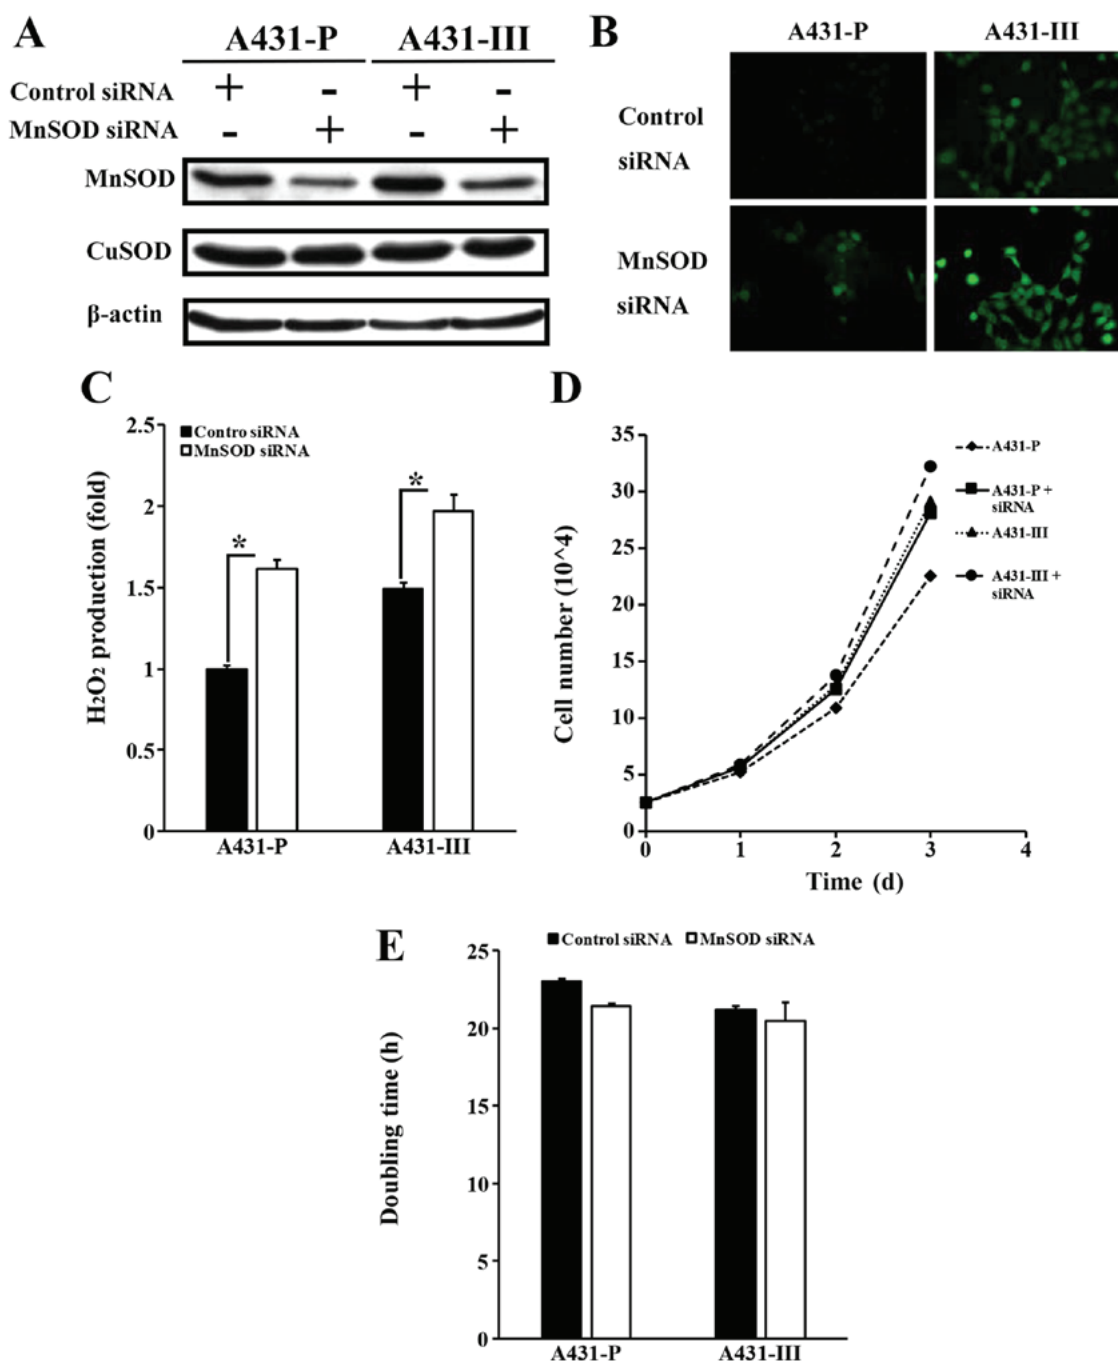 A
A431-P A431-III
Control siRNA + - + -
MnSOD siRNA - + - +
MnSOD
CuSOD
β-actin
B
A431-P A431-III
Control
siRNA
MnSOD
siRNA
C
H2O2 production (fold)
2.5
2
1.5
1
0.5
0
Contro siRNA
MnSOD siRNA
*
*
A431-P A431-III
D
Cell number (10^4)
35
30
25
20
15
10
5
0
0 1 2 3 4
Time (d)
A431-P
A431-P +
siRNA
A431-III
A431-III +
siRNA
E
Control siRNA MnSOD siRNA
Doubling time (h)
25
20
15
10
5
0
A431-P A431-III